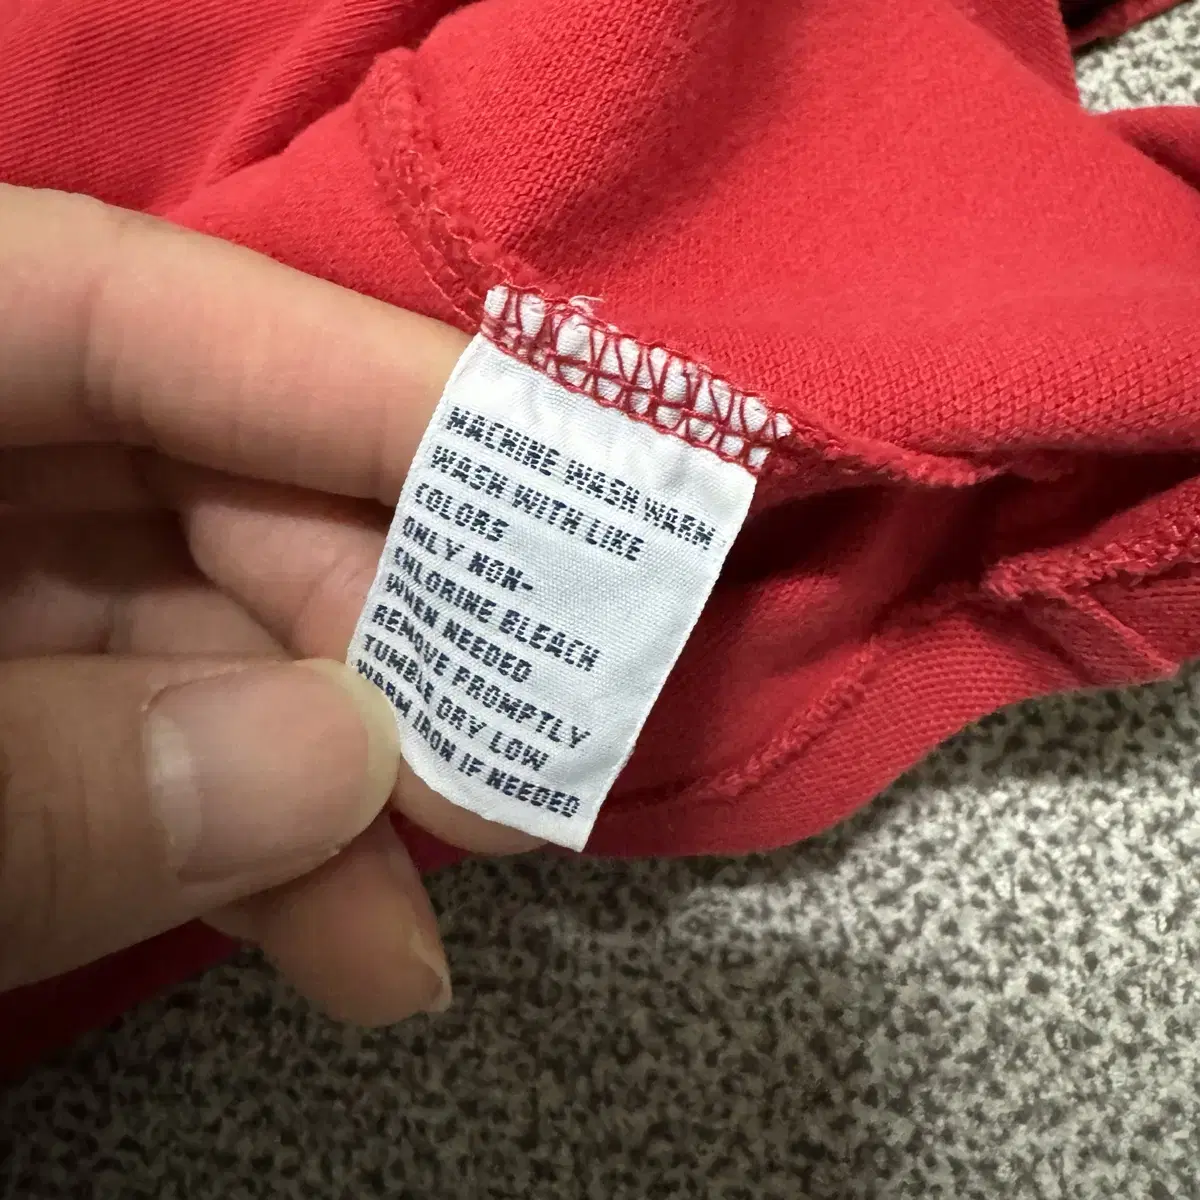 MACHINE WASH WARM
WASH WITH LIKE
COLORS
ONLY NON-
CHLORINE BLEACH
WHEN NEEDED
REMOVE PROMPTLY
TUMBLE DRY LOW
WARM IRON IF NEEDED